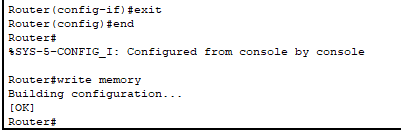 Router(config-if)#exit
Router(config)#end
Router#
%SYS-5-CONFIG_I: Configured from console by console

Router#write memory
Building configuration...
[OK]
Router#